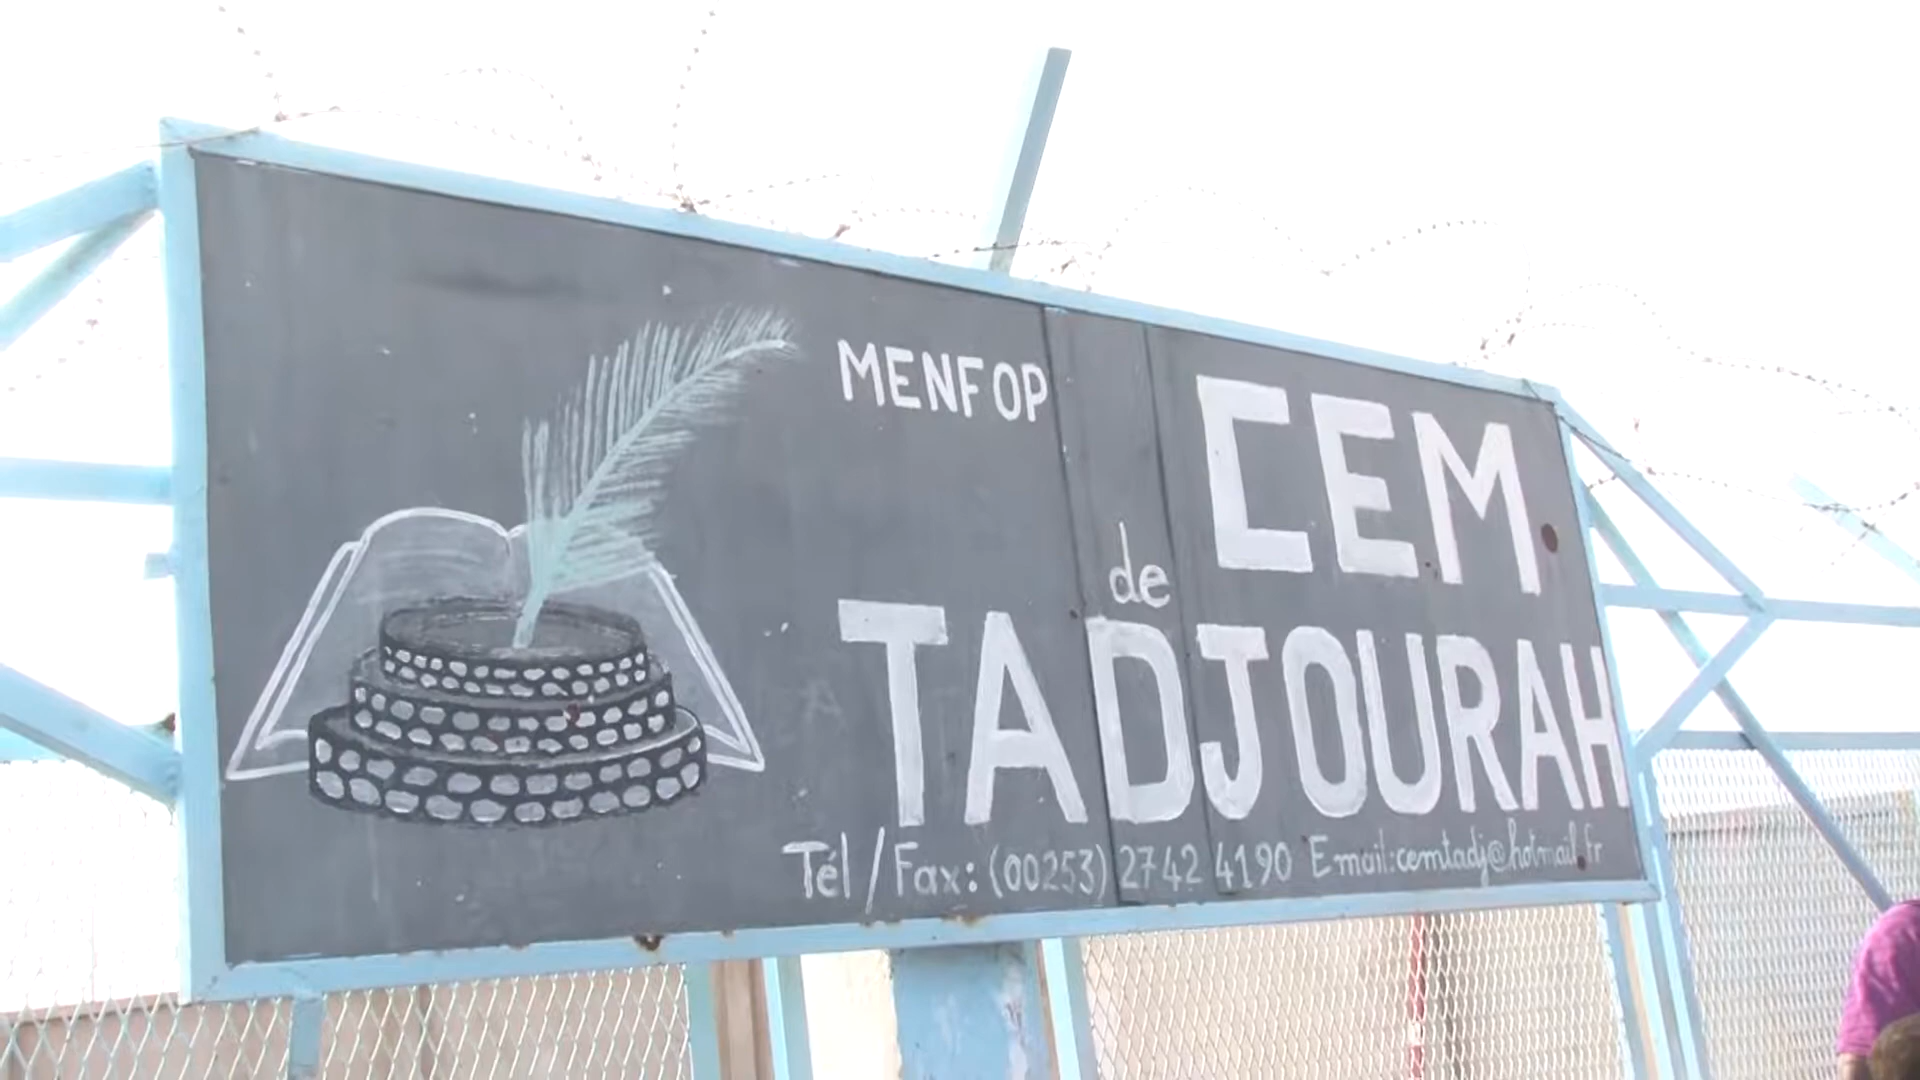 MENFOP
CEM
de
TADJOURAH
Tél / Fax: (00253) 2742 4190 Email:cemtadj@hotmail.fr